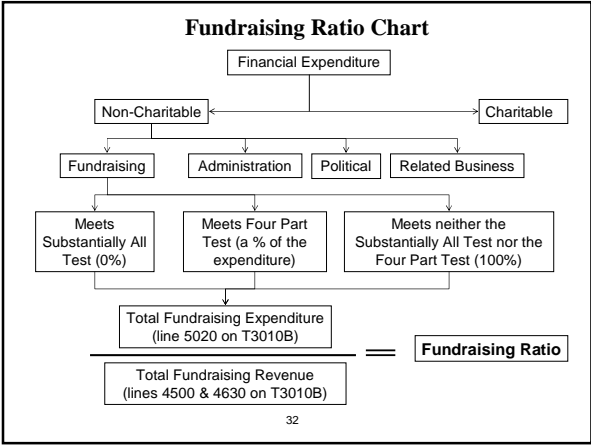 Fundraising Ratio Chart
Financial Expenditure
Non-Charitable
Charitable
Fundraising
Administration
Political
Related Business
Meets
Substantially All
Test (0%)
Meets Four Part
Test (a % of the
expenditure)
Meets neither the
Substantially All Test nor the
Four Part Test (100%)
Total Fundraising Expenditure
(line 5020 on T3010B)
=
Fundraising Ratio
Total Fundraising Revenue
(lines 4500 & 4630 on T3010B)
32